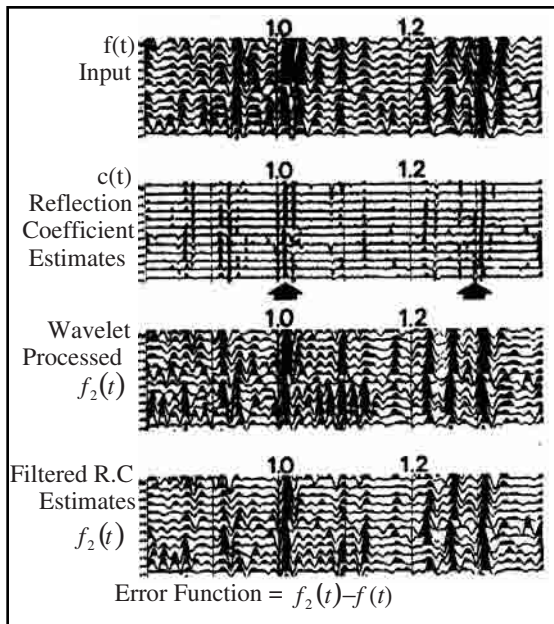 1.0 1.2
f(t)
Input
1.0 1.2
c(t)
Reflection
Coefficient
Estimates
1.0 1.2
Wavelet
Processed
f₂(t)
1.0 1.2
Filtered R.C
Estimates
f₂(t)
Error Function = f₂(t)–f(t)